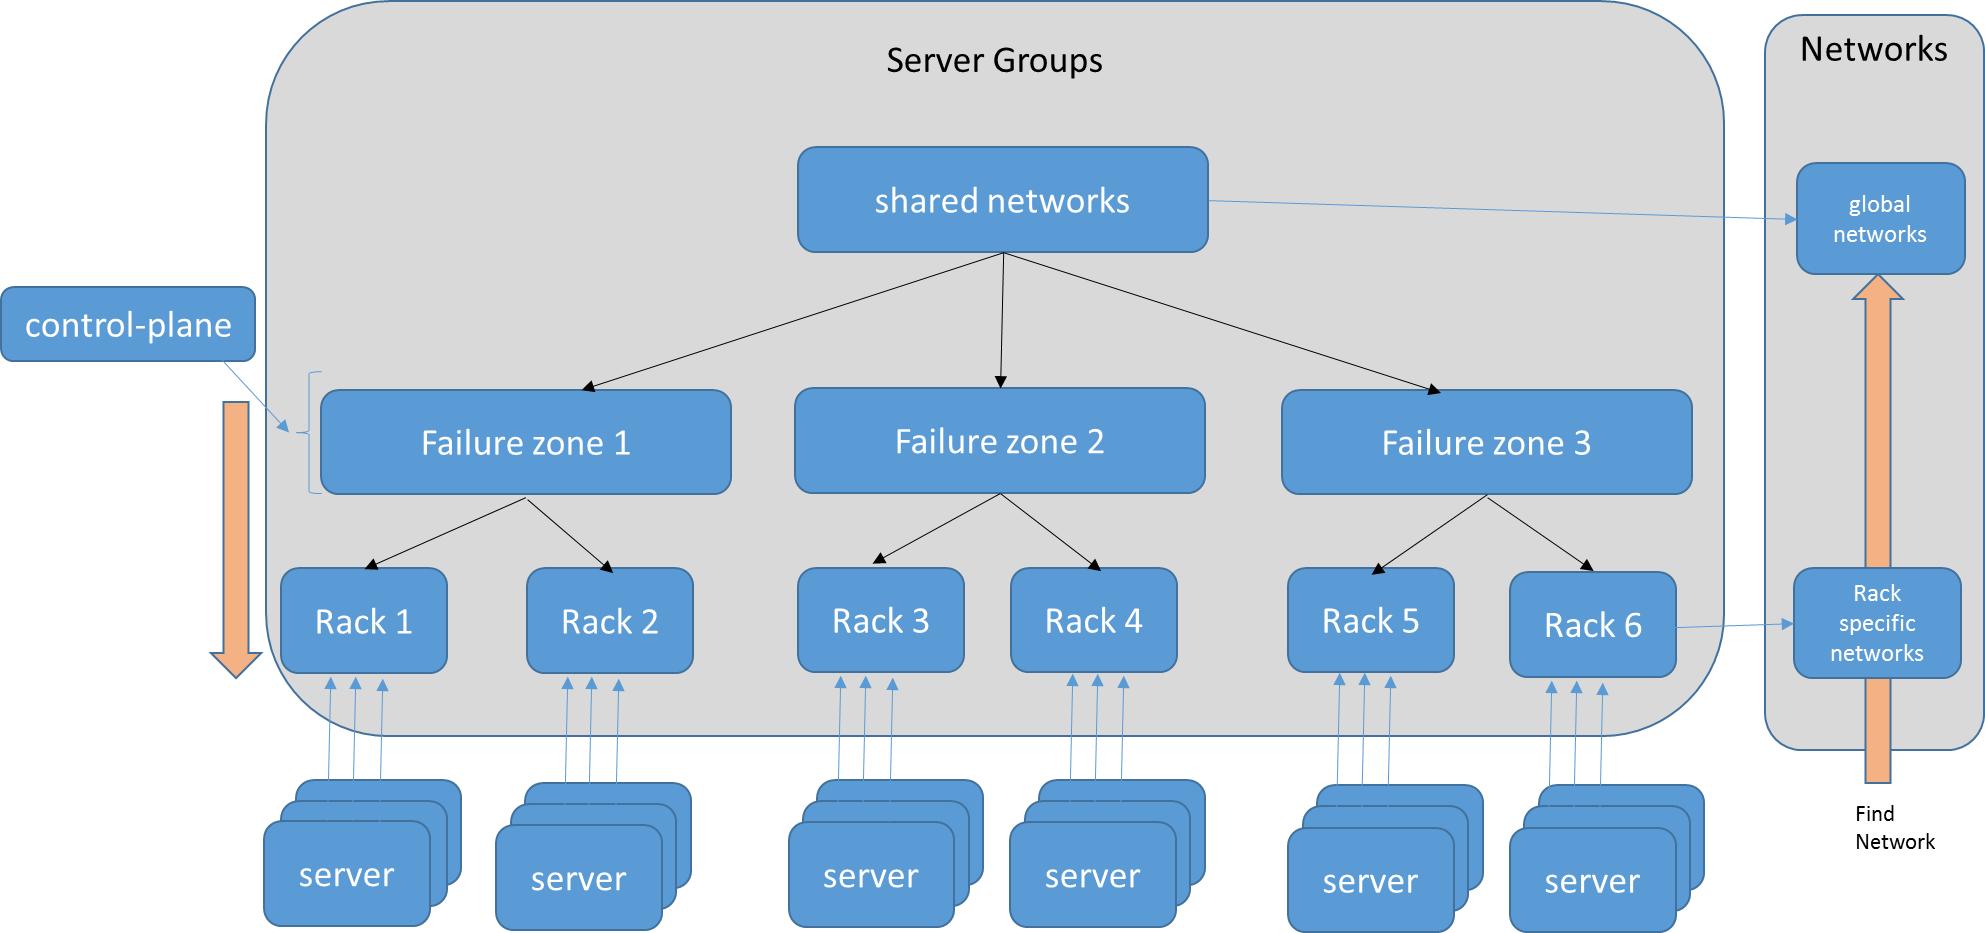 Server Groups
Networks
shared networks
global
networks
control-plane
Failure zone 1
Failure zone 2
Failure zone 3
Rack 1
Rack 2
Rack 3
Rack 4
Rack 5
Rack 6
Rack
specific
networks
Find
Network
server
server
server
server
server
server